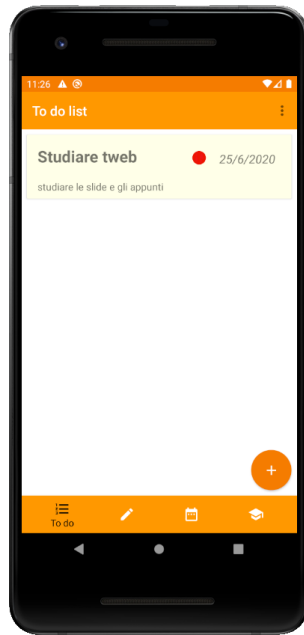 11:26
To do list
Studiare tweb 25/6/2020
studiare le slide e gli appunti
+
To do